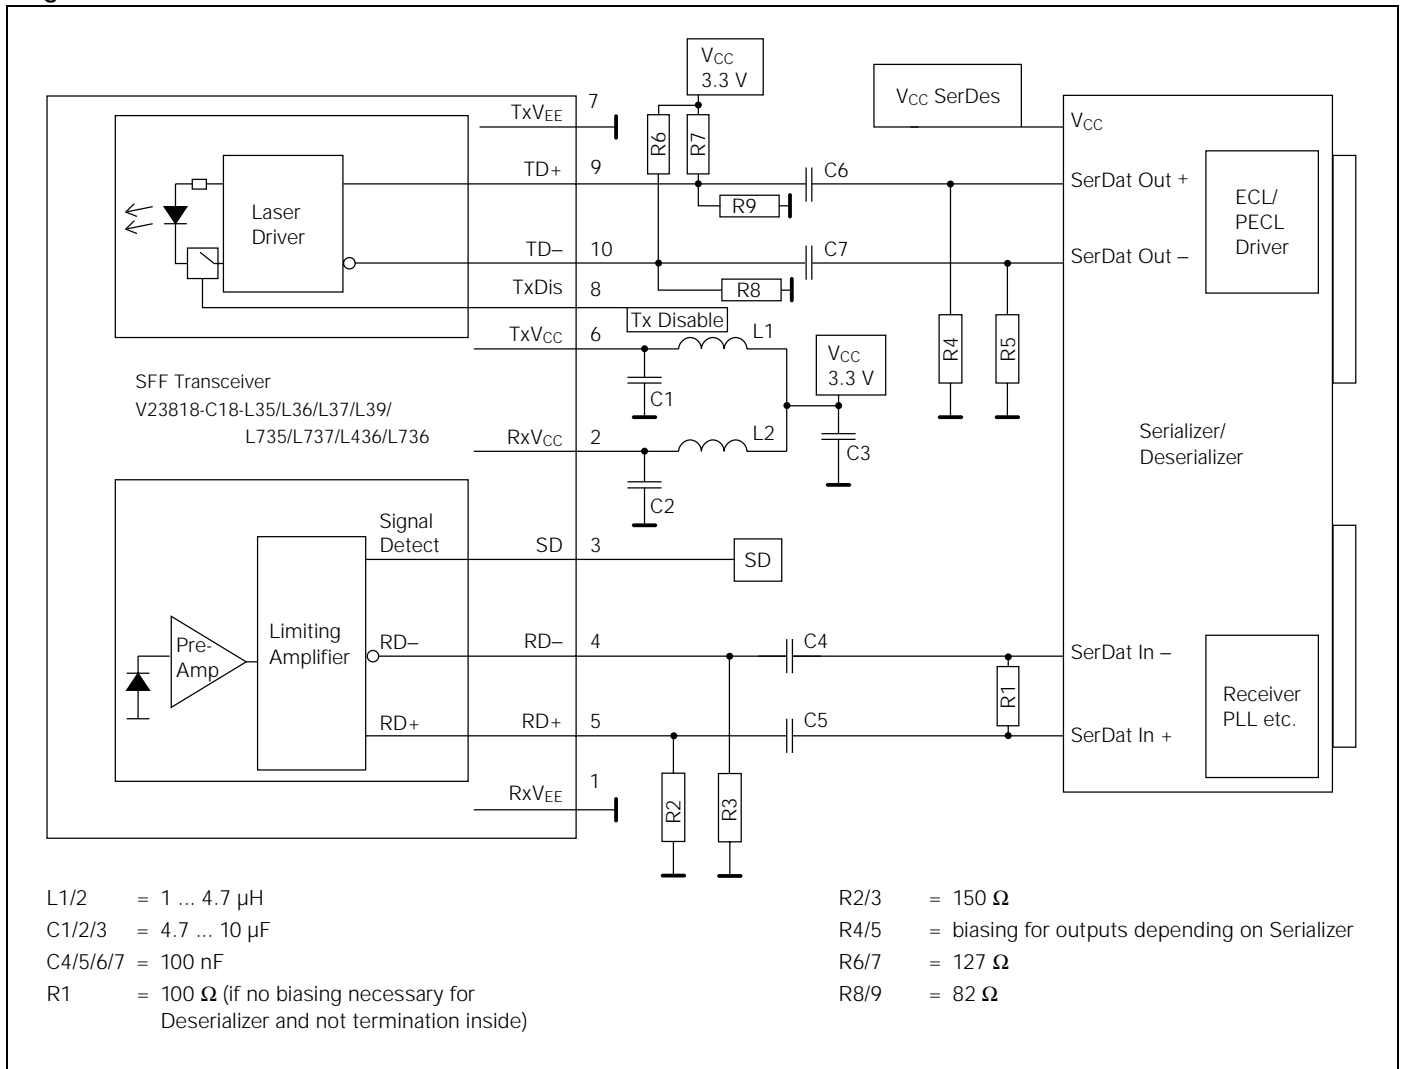 VCC
3.3 V
VCC SerDes
7
TxVEE
VCC
R6
R7
TD+
9
C6
SerDat Out +
R9
ECL/
PECL
Driver
Laser
Driver
TD–
10
C7
SerDat Out –
TxDis
8
R8
Tx Disable
TxVCC
6
L1
R4
R5
VCC
3.3 V
SFF Transceiver
V23818-C18-L35/L36/L37/L39/
L735/L737/L436/L736
C1
RxVCC
2
L2
C3
Serializer/
Deserializer
C2
Signal
Detect
SD
3
SD
Pre-
Amp
Limiting
Amplifier
RD–
RD–
4
C4
SerDat In –
R1
Receiver
PLL etc.
RD+
RD+
5
C5
SerDat In +
RxVEE
1
R2
R3
L1/2 = 1 ... 4.7 µH
C1/2/3 = 4.7 ... 10 µF
C4/5/6/7 = 100 nF
R1 = 100 Ω (if no biasing necessary for
Deserializer and not termination inside)
R2/3 = 150 Ω
R4/5 = biasing for outputs depending on Serializer
R6/7 = 127 Ω
R8/9 = 82 Ω